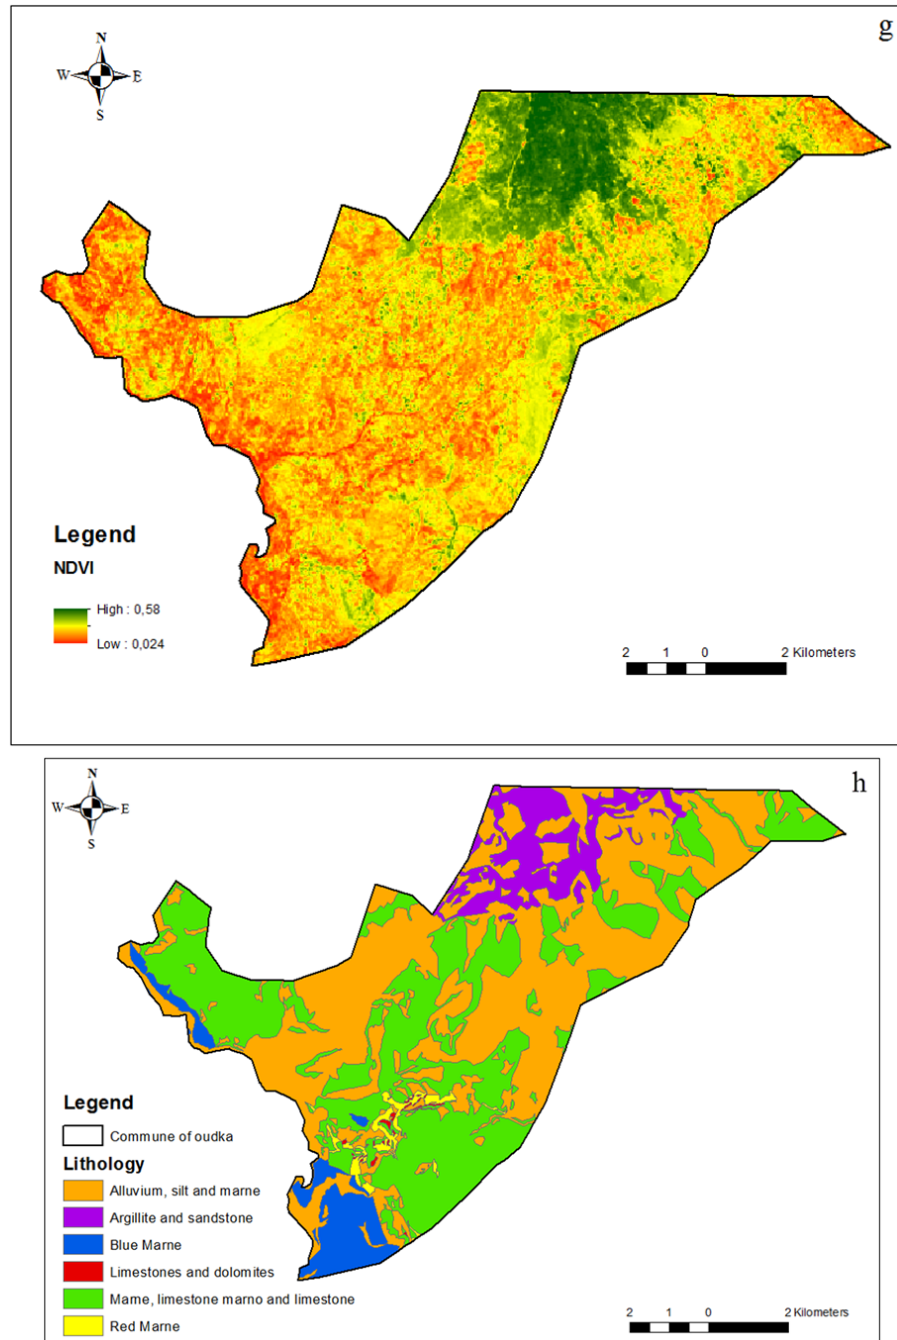 g
N
W E
S
Legend
NDVI
High : 0,58
Low : 0,024
2 1 0 2 Kilometers
h
N
W E
S
Legend
Commune of oudka
Lithology
Alluvium, silt and marne
Argillite and sandstone
Blue Marne
Limestones and dolomites
Marne, limestone marno and limestone
Red Marne
2 1 0 2 Kilometers